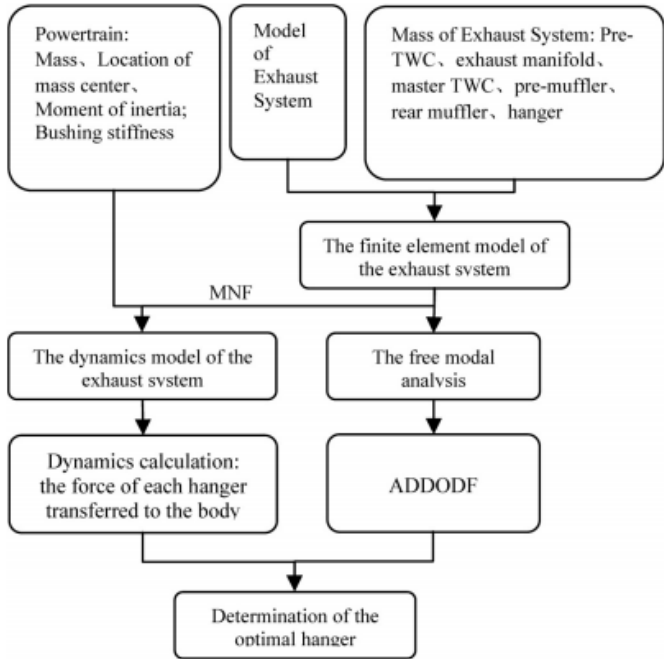 Powertrain:
Mass、Location of
mass center、
Moment of inertia;
Bushing stiffness
Model
of
Exhaust
System
Mass of Exhaust System: Pre-
TWC、exhaust manifold、
master TWC、pre-muffler、
rear muffler、hanger
The finite element model of
the exhaust system
MNF
The dynamics model of the
exhaust system
The free modal
analysis
Dynamics calculation:
the force of each hanger
transferred to the body
ADDODF
Determination of the
optimal hanger